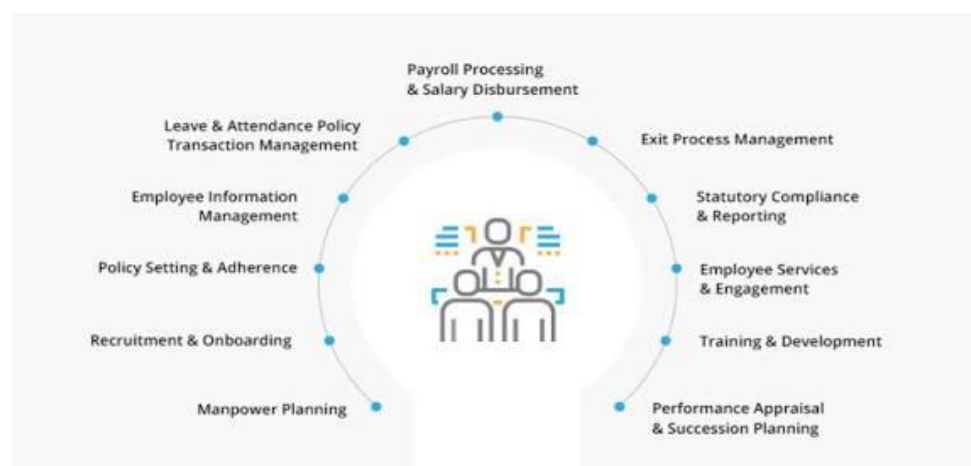 Payroll Processing
& Salary Disbursement
Leave & Attendance Policy
Transaction Management
Exit Process Management
Employee Information
Management
Statutory Compliance
& Reporting
Policy Setting & Adherence
Employee Services
& Engagement
Recruitment & Onboarding
Training & Development
Manpower Planning
Performance Appraisal
& Succession Planning